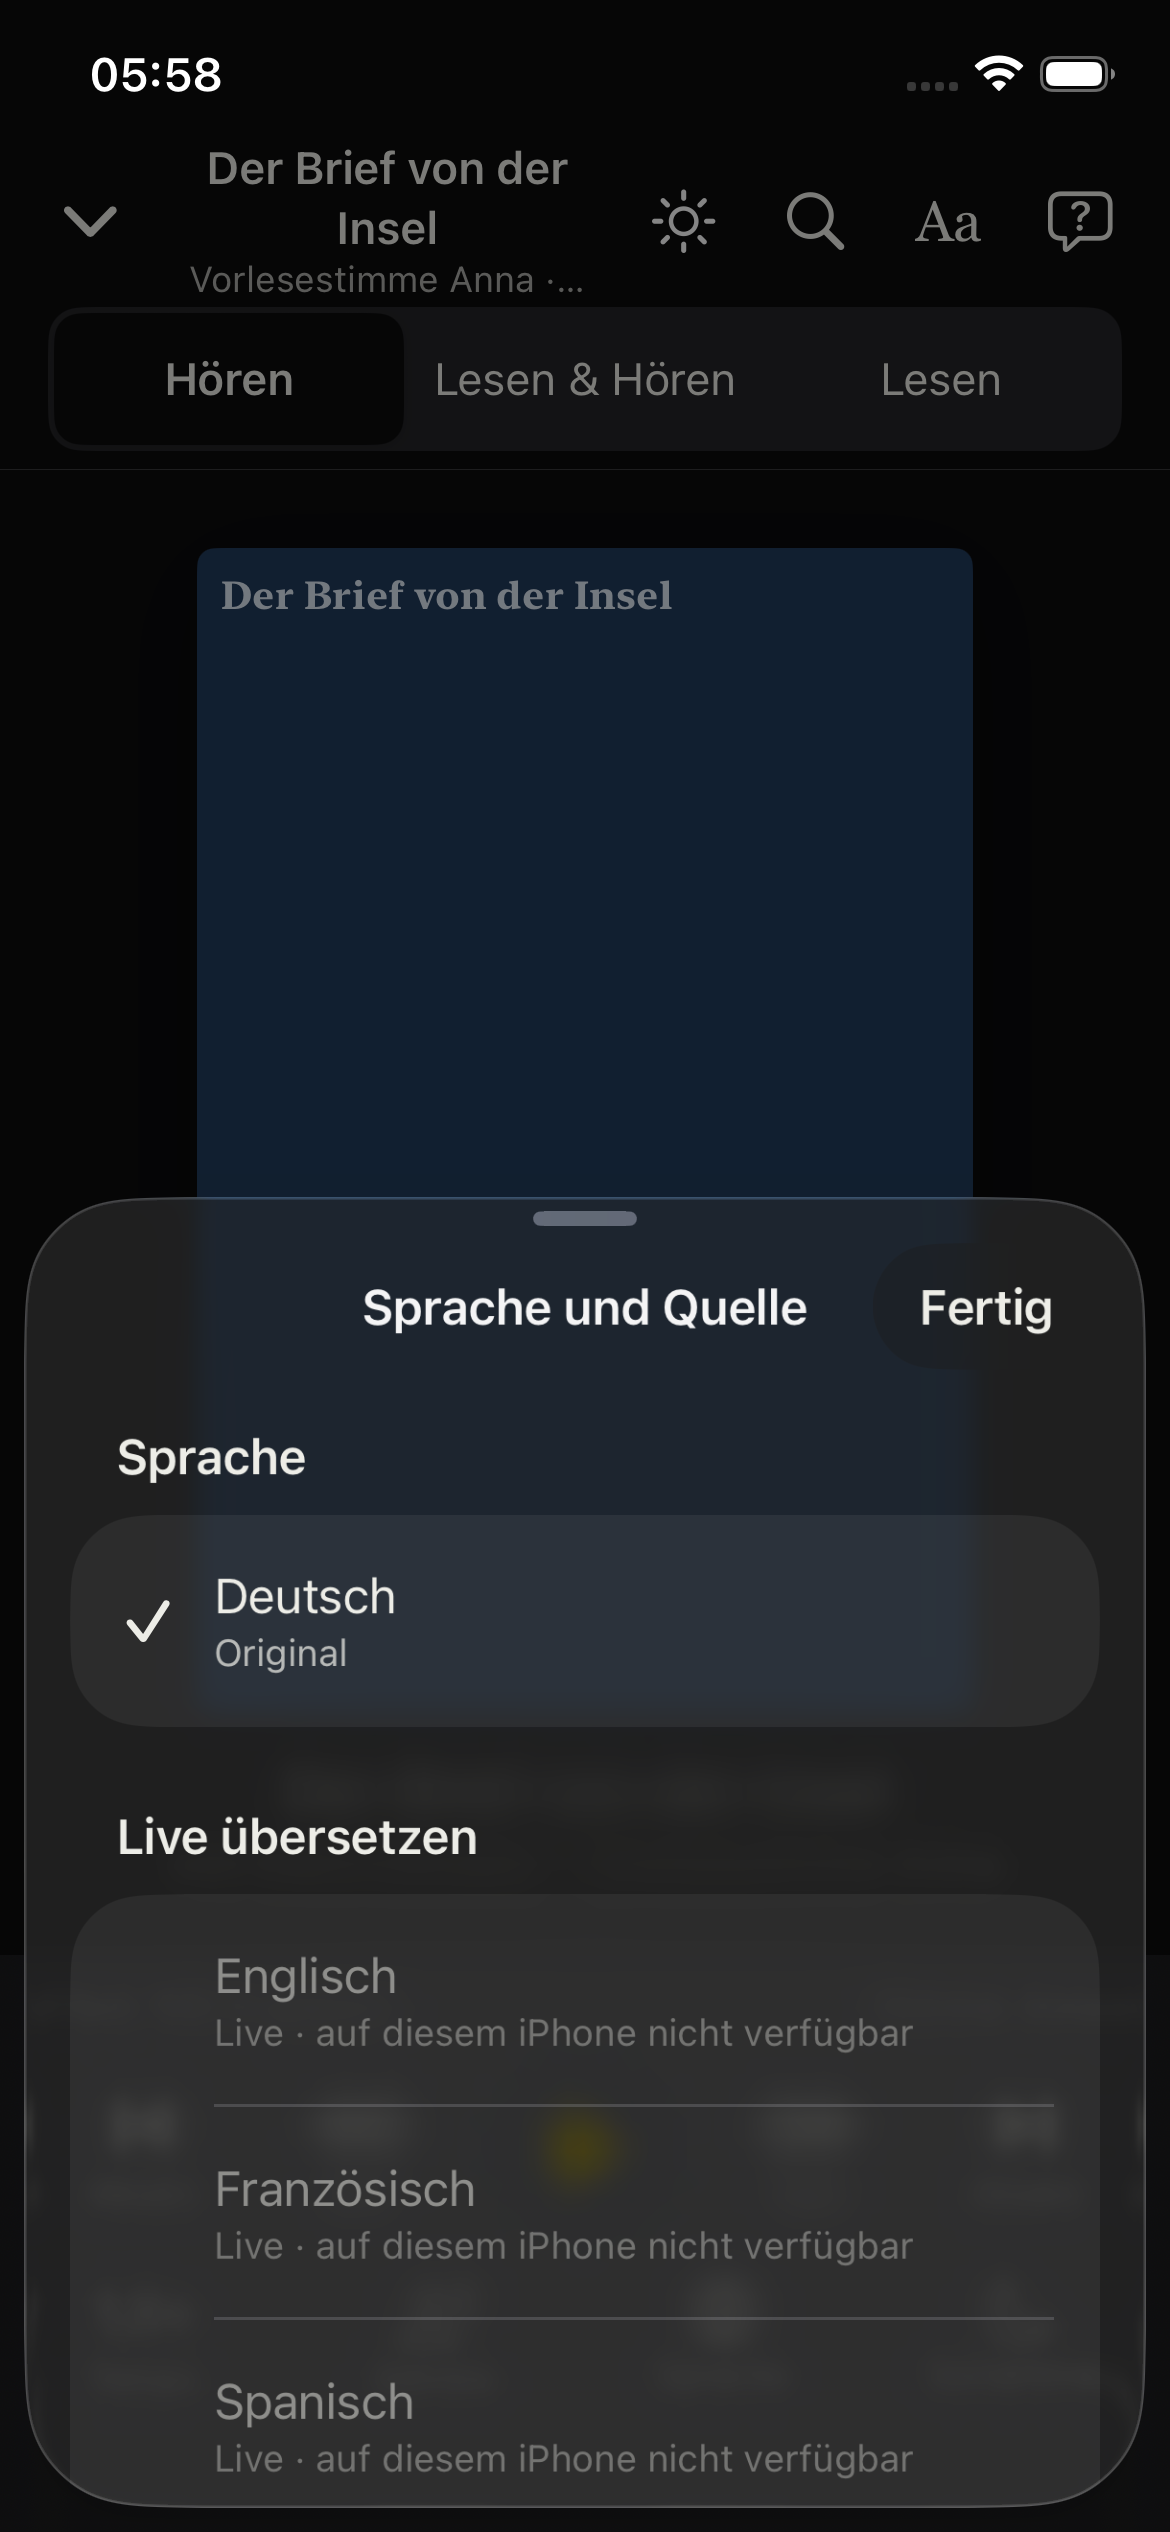 05:58
Der Brief von der
Insel
Vorlesestimme Anna ·...
Aa
?
Hören
Lesen & Hören
Lesen
Der Brief von der Insel
Sprache und Quelle
Fertig
Sprache
Deutsch
Original
Live übersetzen
Englisch
Live · auf diesem iPhone nicht verfügbar
Französisch
Live · auf diesem iPhone nicht verfügbar
Spanisch
Live · auf diesem iPhone nicht verfügbar